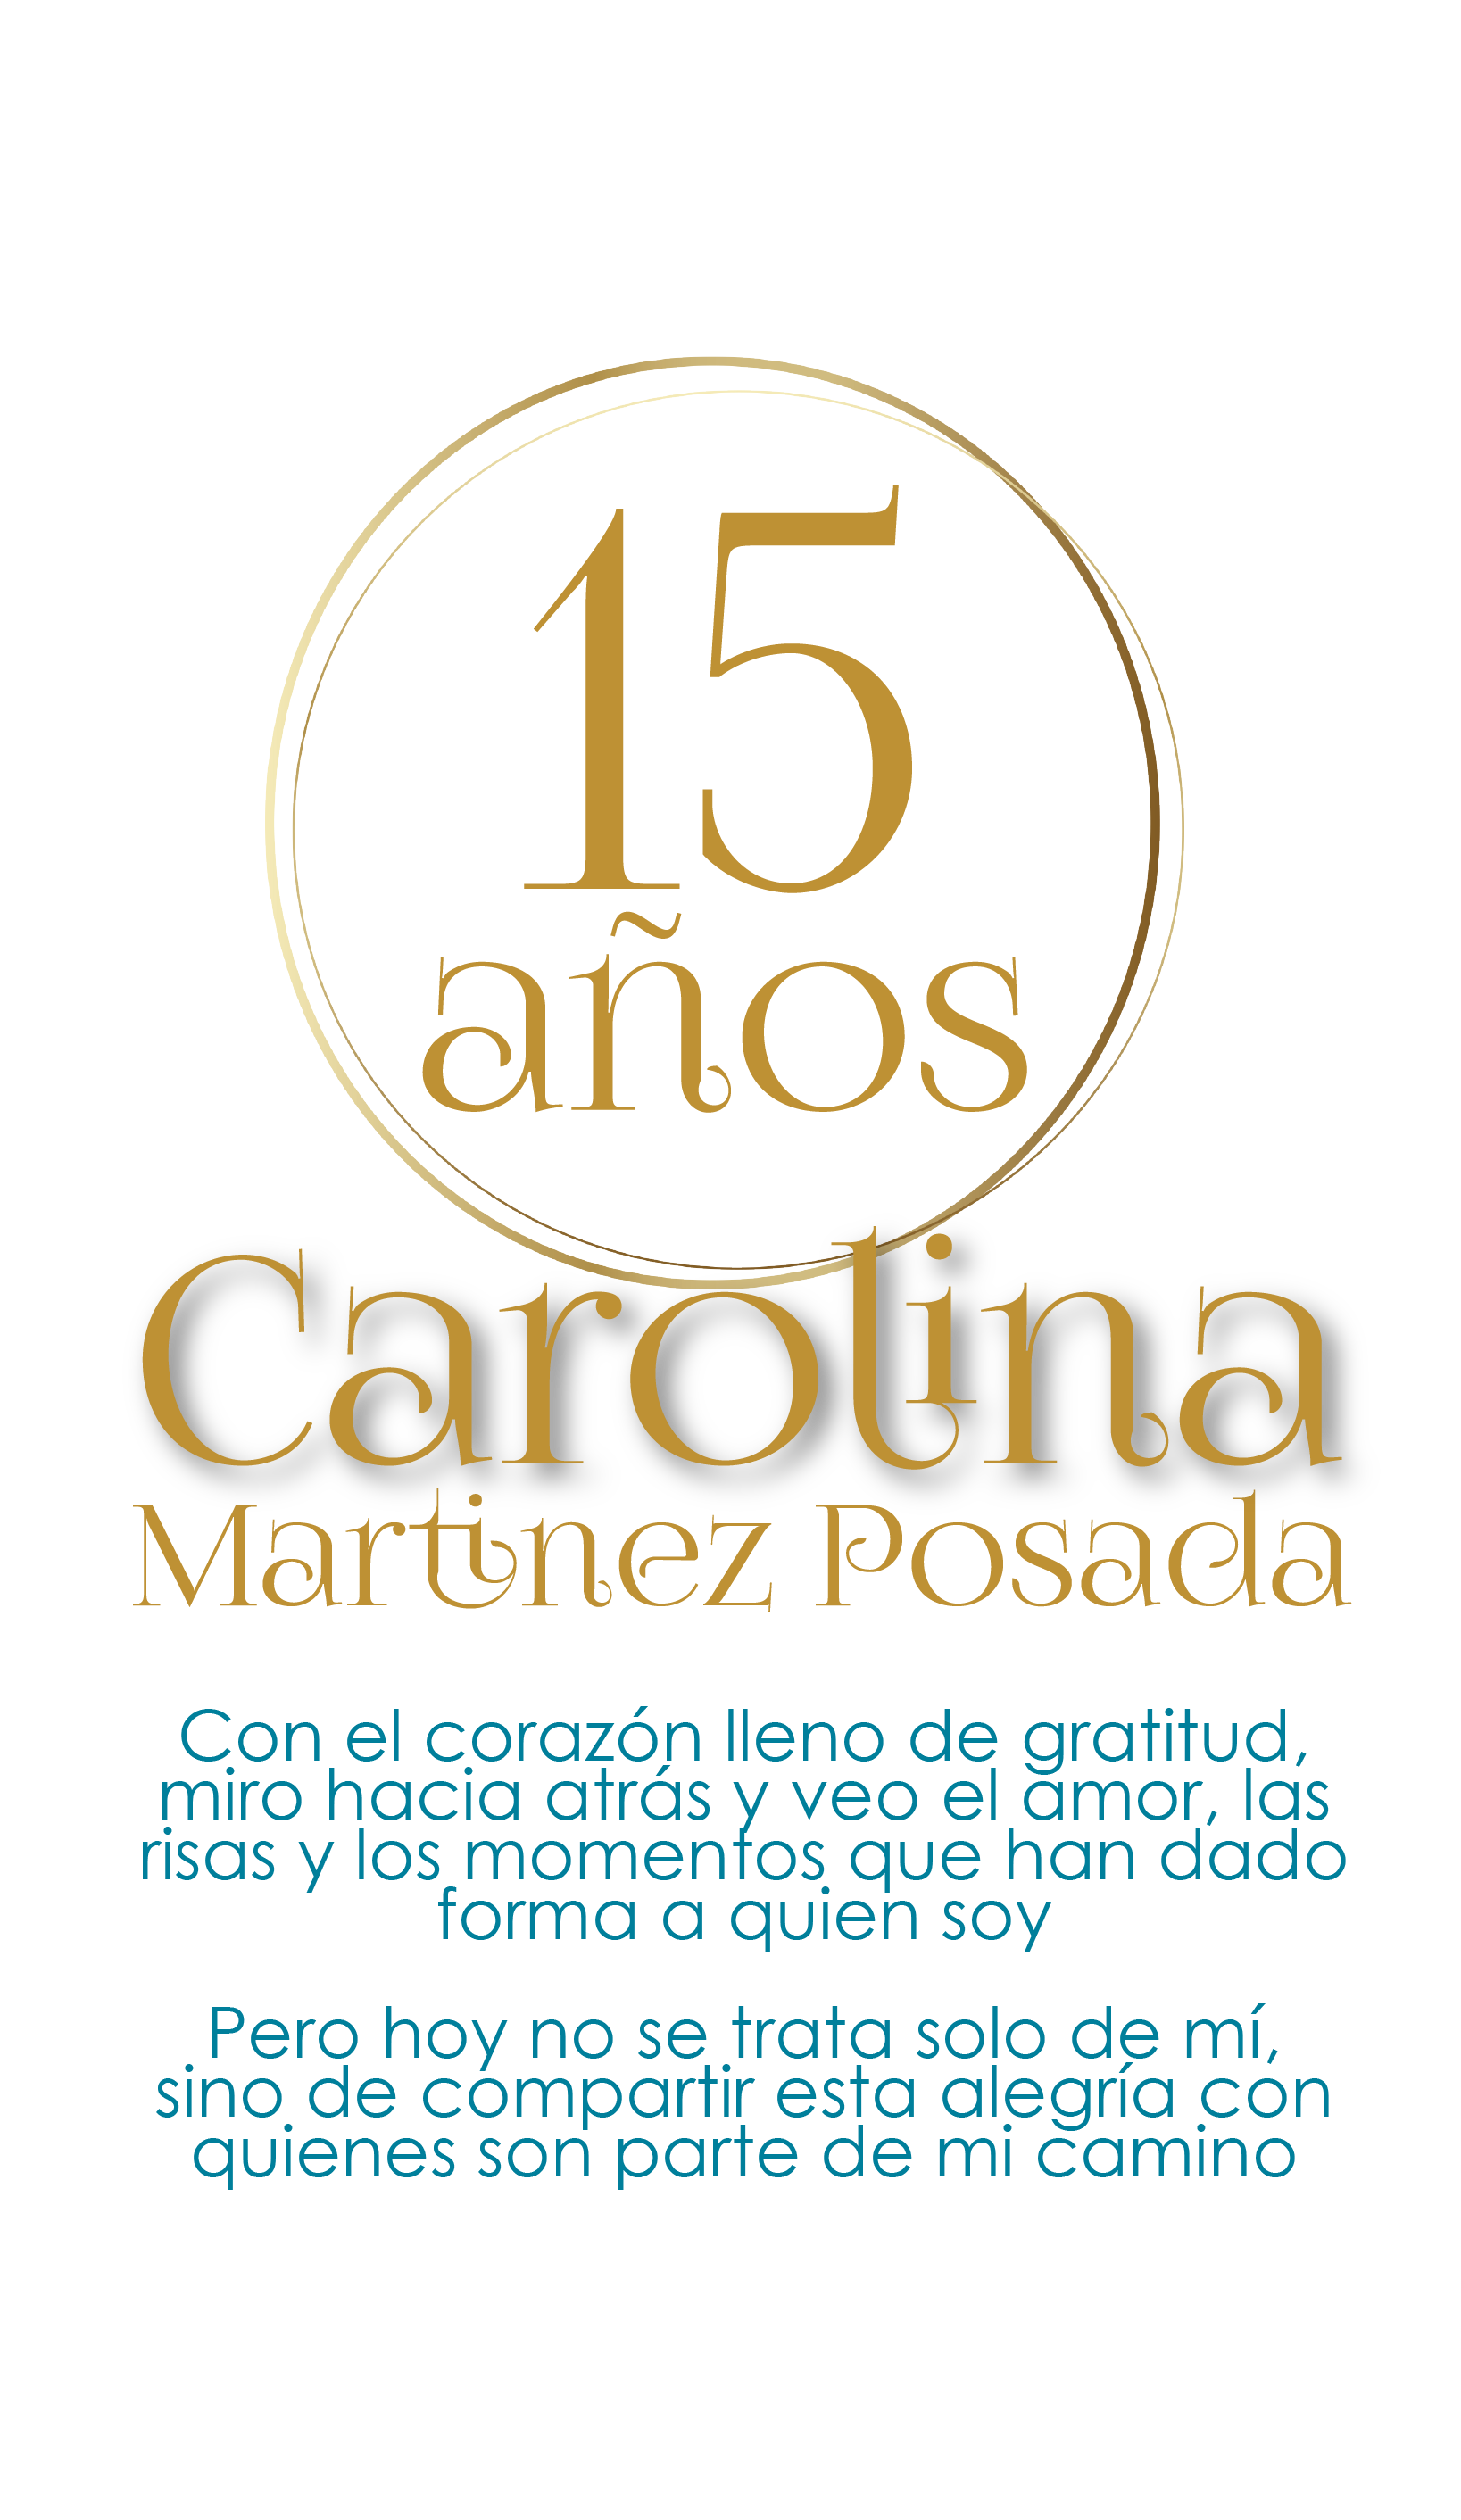 15
años
Carolina
Martinez Posada
Con el corazón lleno de gratitud,
miro hacia atrás y veo el amor, las
risas y los momentos que han dado
forma a quien soy
Pero hoy no se trata solo de mí,
sino de compartir esta alegría con
quienes son parte de mi camino